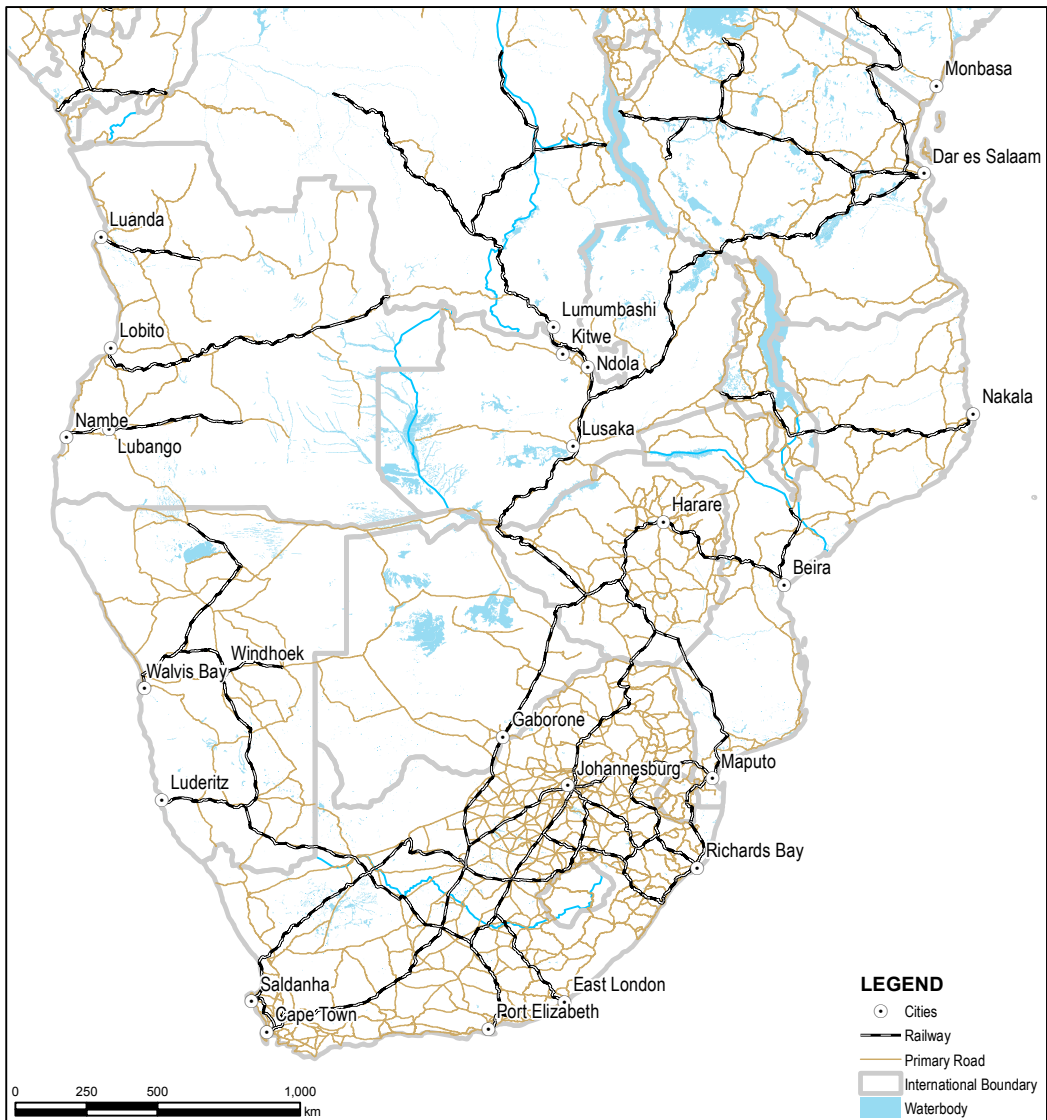 Monbasa
Dar es Salaam
Luanda
Lumumbashi
Lobito
Kitwe
Ndola
Nakala
Nambe
Lubango
Lusaka
Harare
Beira
Windhoek
Walvis Bay
Gaborone
Johannesburg
Maputo
Luderitz
Richards Bay
Saldanha
East London
Cape Town
Port Elizabeth
LEGEND
Cities
Railway
Primary Road
International Boundary
Waterbody
0 250 500 1,000
km